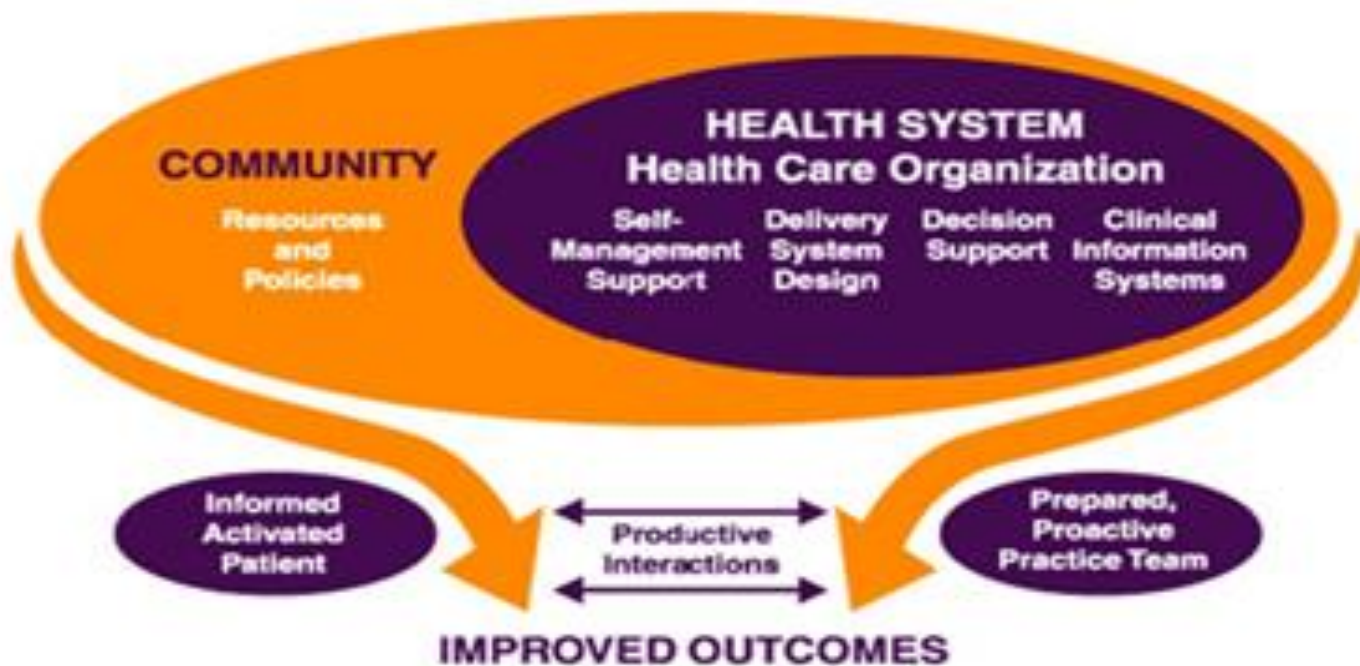 COMMUNITY
Resources
and
Policies
HEALTH SYSTEM
Health Care Organization
Self-
Management
Support
Delivery
System
Design
Decision
Support
Clinical
Information
Systems
Informed
Activated
Patient
Productive
Interactions
Prepared,
Proactive
Practice Team
IMPROVED OUTCOMES